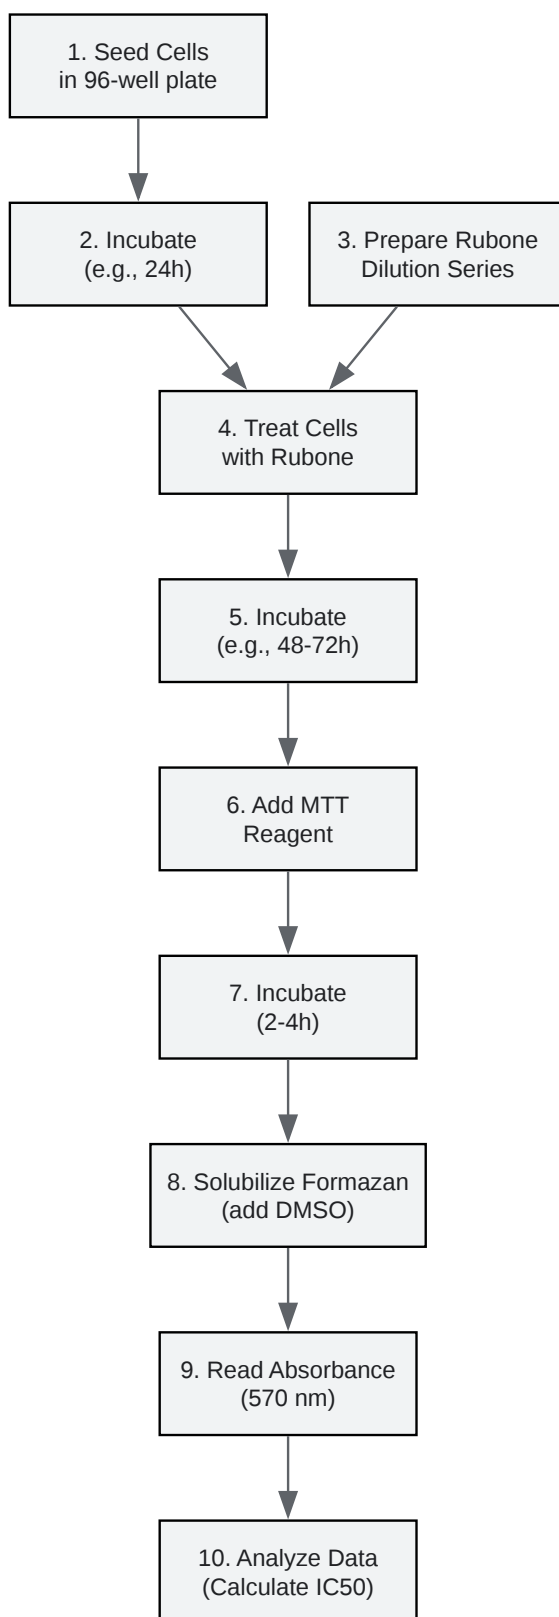 1. Seed Cells
in 96-well plate
2. Incubate
(e.g., 24h)
3. Prepare Rubone
Dilution Series
4. Treat Cells
with Rubone
5. Incubate
(e.g., 48-72h)
6. Add MTT
Reagent
7. Incubate
(2-4h)
8. Solubilize Formazan
(add DMSO)
9. Read Absorbance
(570 nm)
10. Analyze Data
(Calculate IC50)